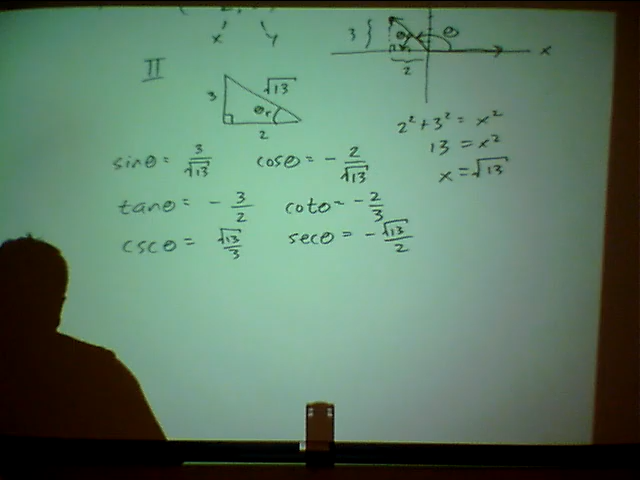 x y
3 θ θ x
2
II
3 √13 θr 2
2² + 3² = x²
13 = x²
x = √13
sinθ = 3/√13 cosθ = - 2/√13
tanθ = - 3/2 cotθ = - 2/3
cscθ = √13/3 secθ = - √13/2